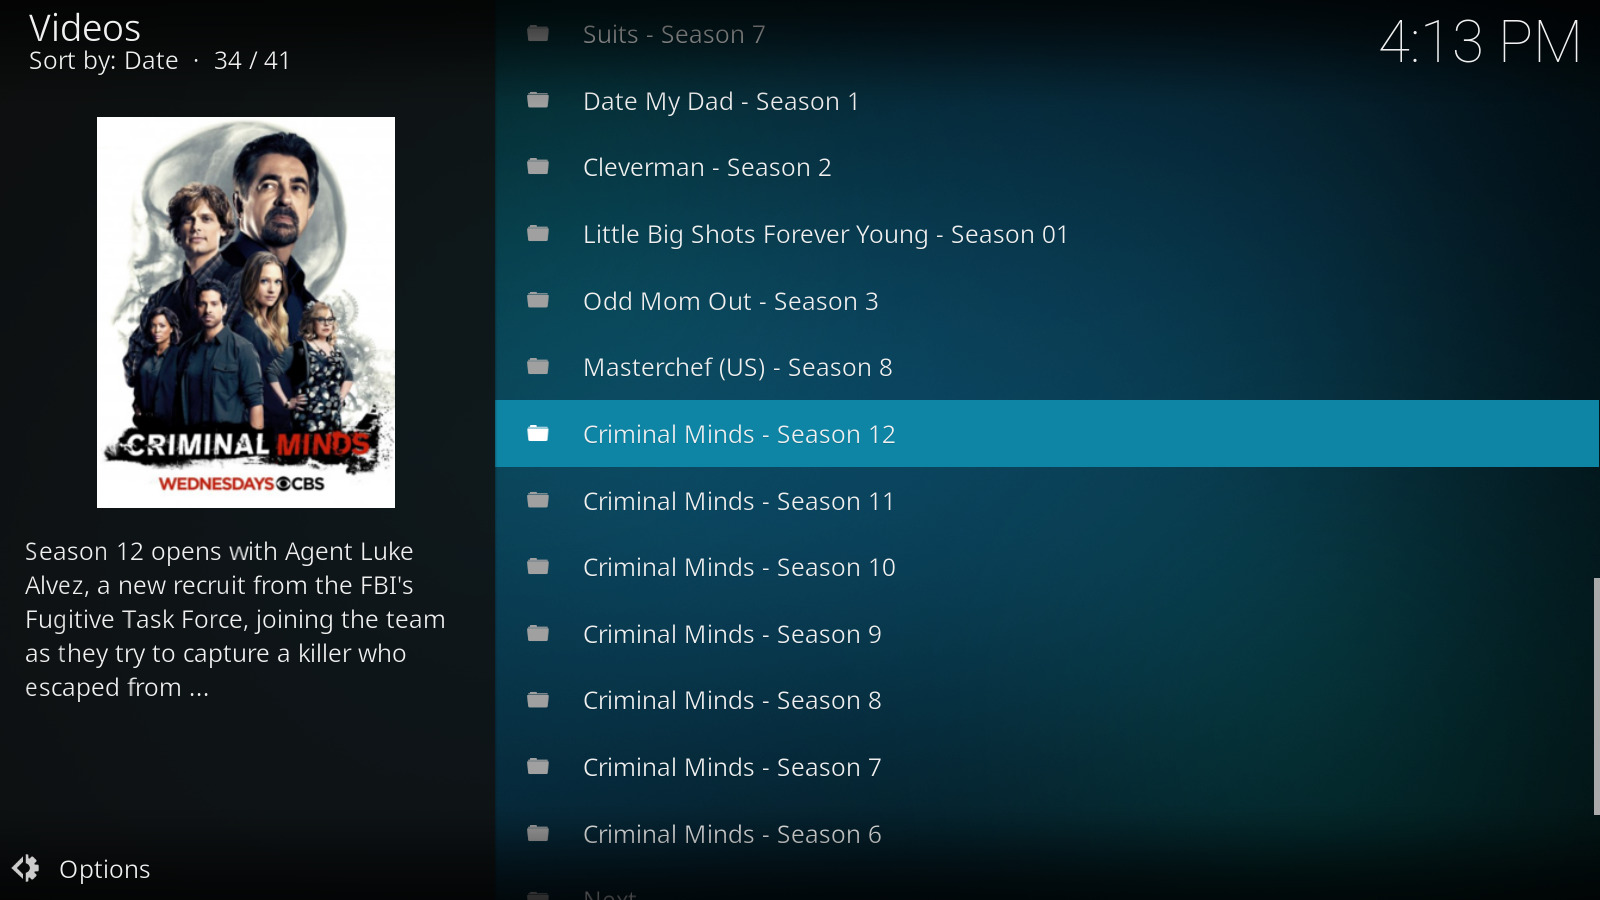 Videos
Sort by: Date · 34 / 41
4:13 PM
CRIMINAL MINDS
WEDNESDAYS CBS
Season 12 opens with Agent Luke
Alvez, a new recruit from the FBI's
Fugitive Task Force, joining the team
as they try to capture a killer who
escaped from ...
Options
Suits - Season 7
Date My Dad - Season 1
Cleverman - Season 2
Little Big Shots Forever Young - Season 01
Odd Mom Out - Season 3
Masterchef (US) - Season 8
Criminal Minds - Season 12
Criminal Minds - Season 11
Criminal Minds - Season 10
Criminal Minds - Season 9
Criminal Minds - Season 8
Criminal Minds - Season 7
Criminal Minds - Season 6
Next